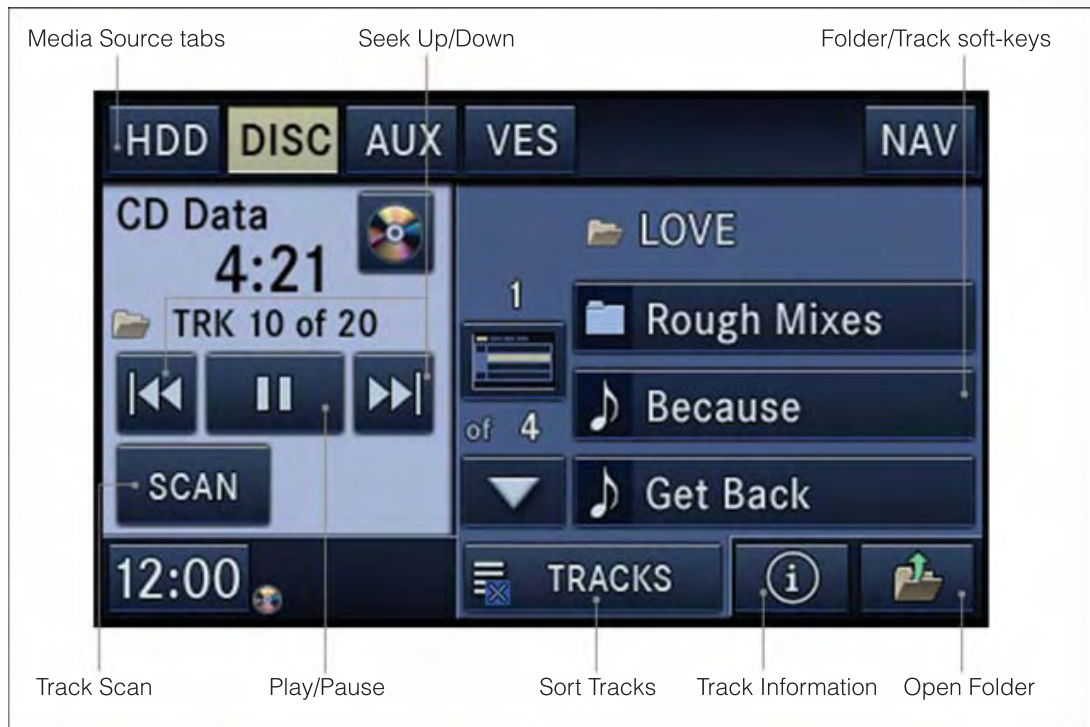 Media Source tabs
Seek Up/Down
Folder/Track soft-keys
HDD
DISC
AUX
VES
NAV
CD Data
4:21
TRK 10 of 20
SCAN
12:00
1
of 4
LOVE
Rough Mixes
Because
Get Back
TRACKS
i
Track Scan
Play/Pause
Sort Tracks
Track Information
Open Folder